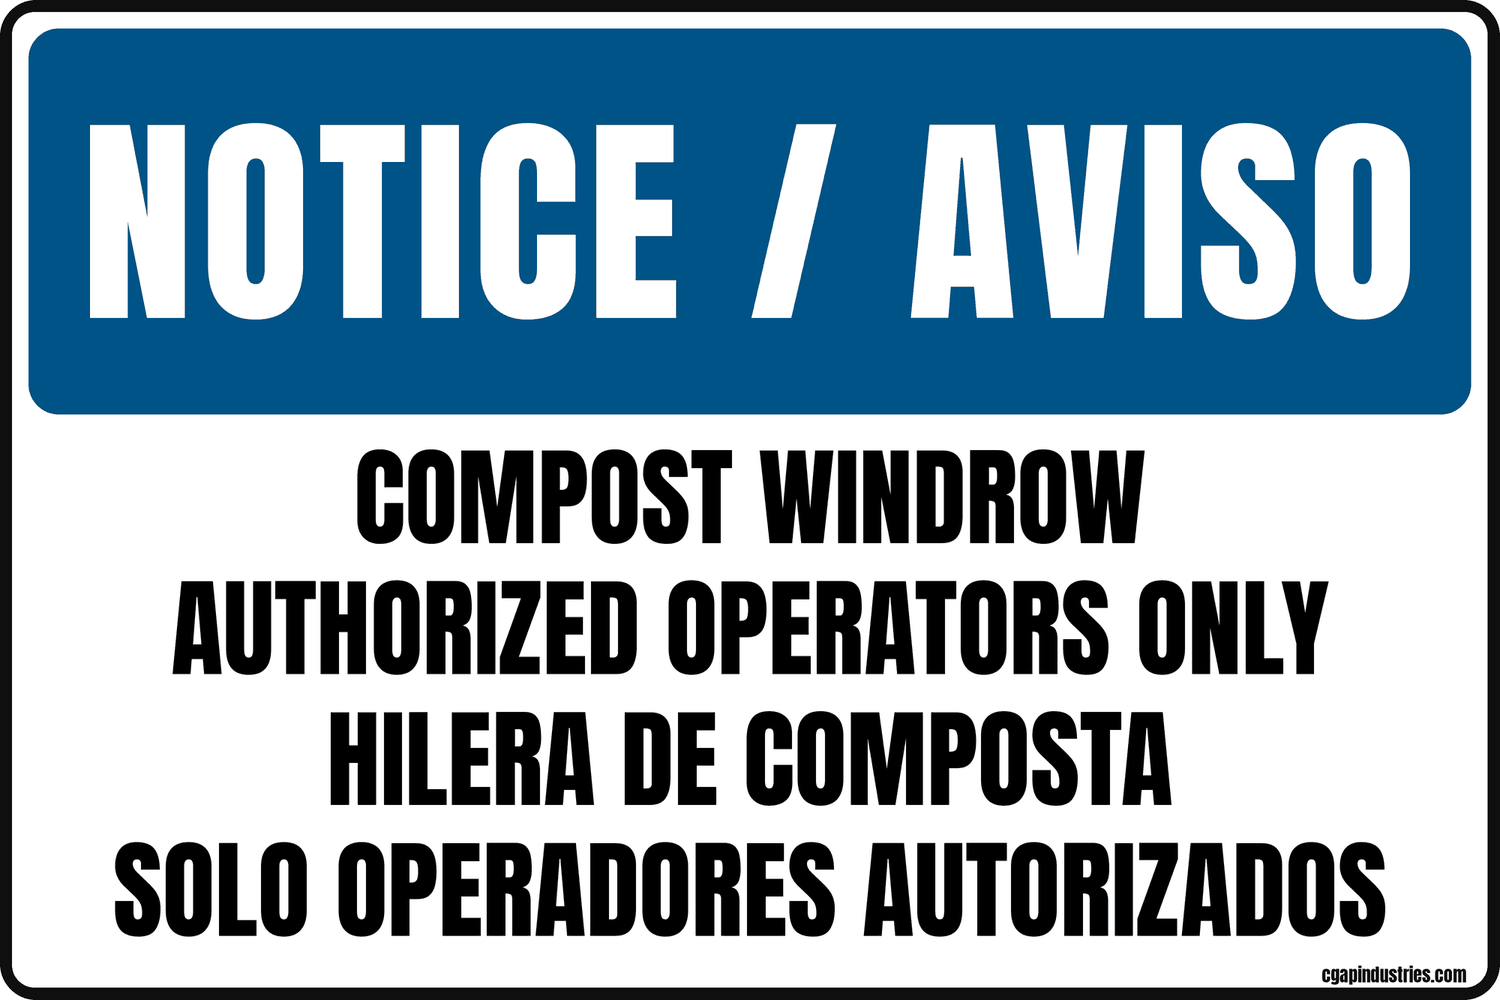 NOTICE / AVISO
COMPOST WINDROW
AUTHORIZED OPERATORS ONLY
HILERA DE COMPOSTA
SOLO OPERADORES AUTORIZADOS
cgapindustries.com